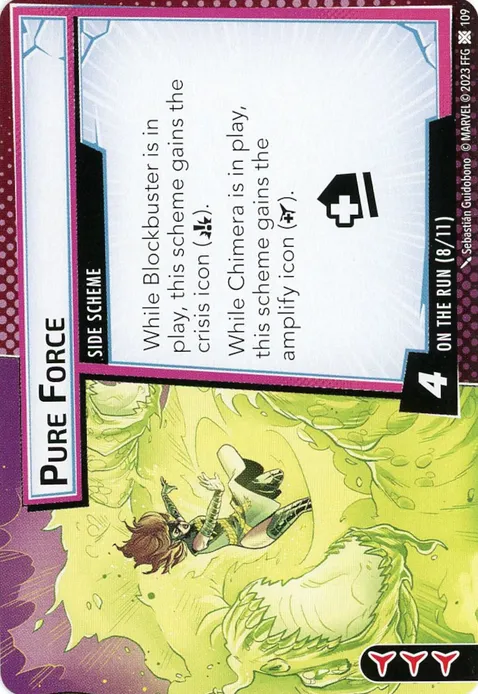 PURE FORCE
SIDE SCHEME
While Blockbuster is in
play, this scheme gains the
crisis icon ( ).
While Chimera is in play,
this scheme gains the
amplify icon ( ).
4
ON THE RUN (8/11)
Sebastián Guidobono © MARVEL © 2023 FFG 109